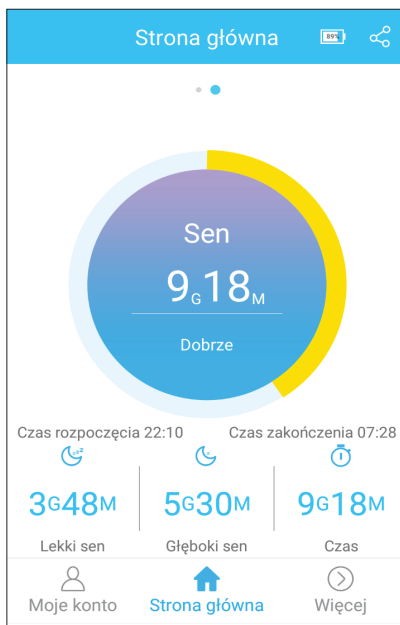 Strona główna 89%
Sen
9G18M
Dobrze
Czas rozpoczęcia 22:10 Czas zakończenia 07:28
zzz
3G48M 5G30M 9G18M
Lekki sen Głęboki sen Czas
Moje konto Strona główna Więcej